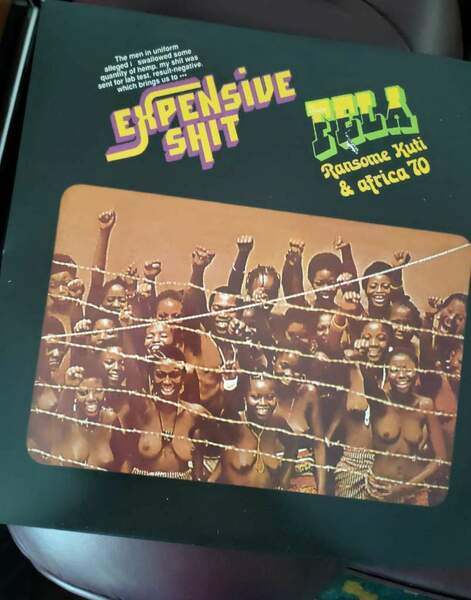 The men in uniform
alleged i swallowed some
quantity of hemp. my shit was
sent for lab test. result-negative.
which brings us to ...
EXPENSIVE
SHIT
FELA
Ransome Kuti
& africa 70